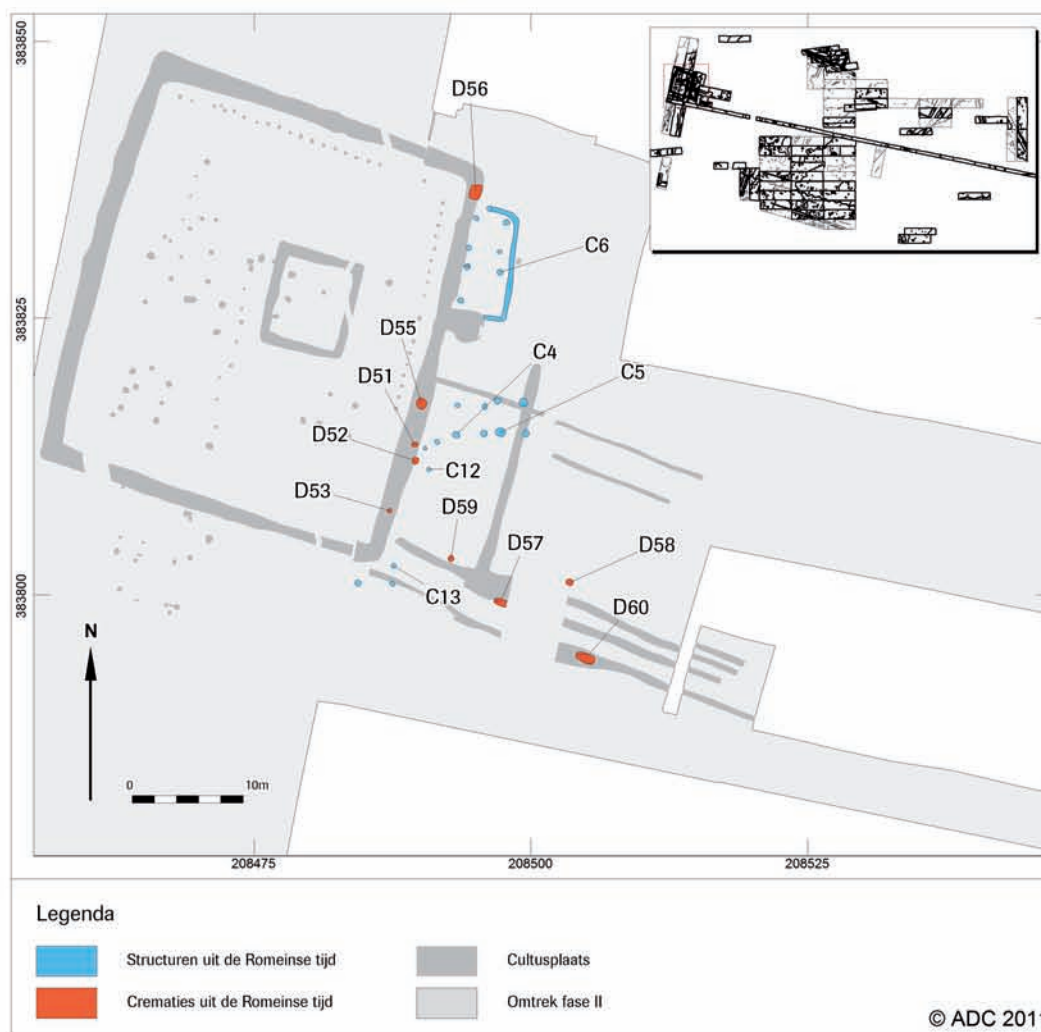 383850
D56
C6
383825
D55
C4
D51
C5
D52
C12
D53
D59
D57
D58
383800
C13
D60
N
0 10m
208475 208500 208525
Legenda
Structuren uit de Romeinse tijd Cultusplaats
Crematies uit de Romeinse tijd Omtrek fase II
© ADC 2011